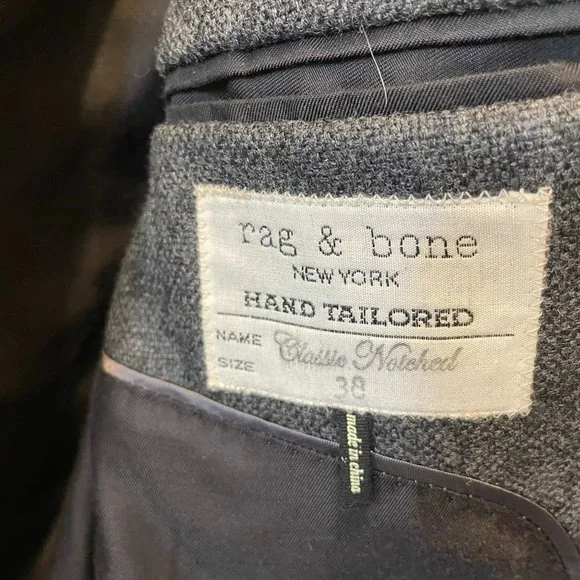 rag & bone
NEW YORK
HAND TAILORED
NAME Classic Notched
SIZE 38
made in china